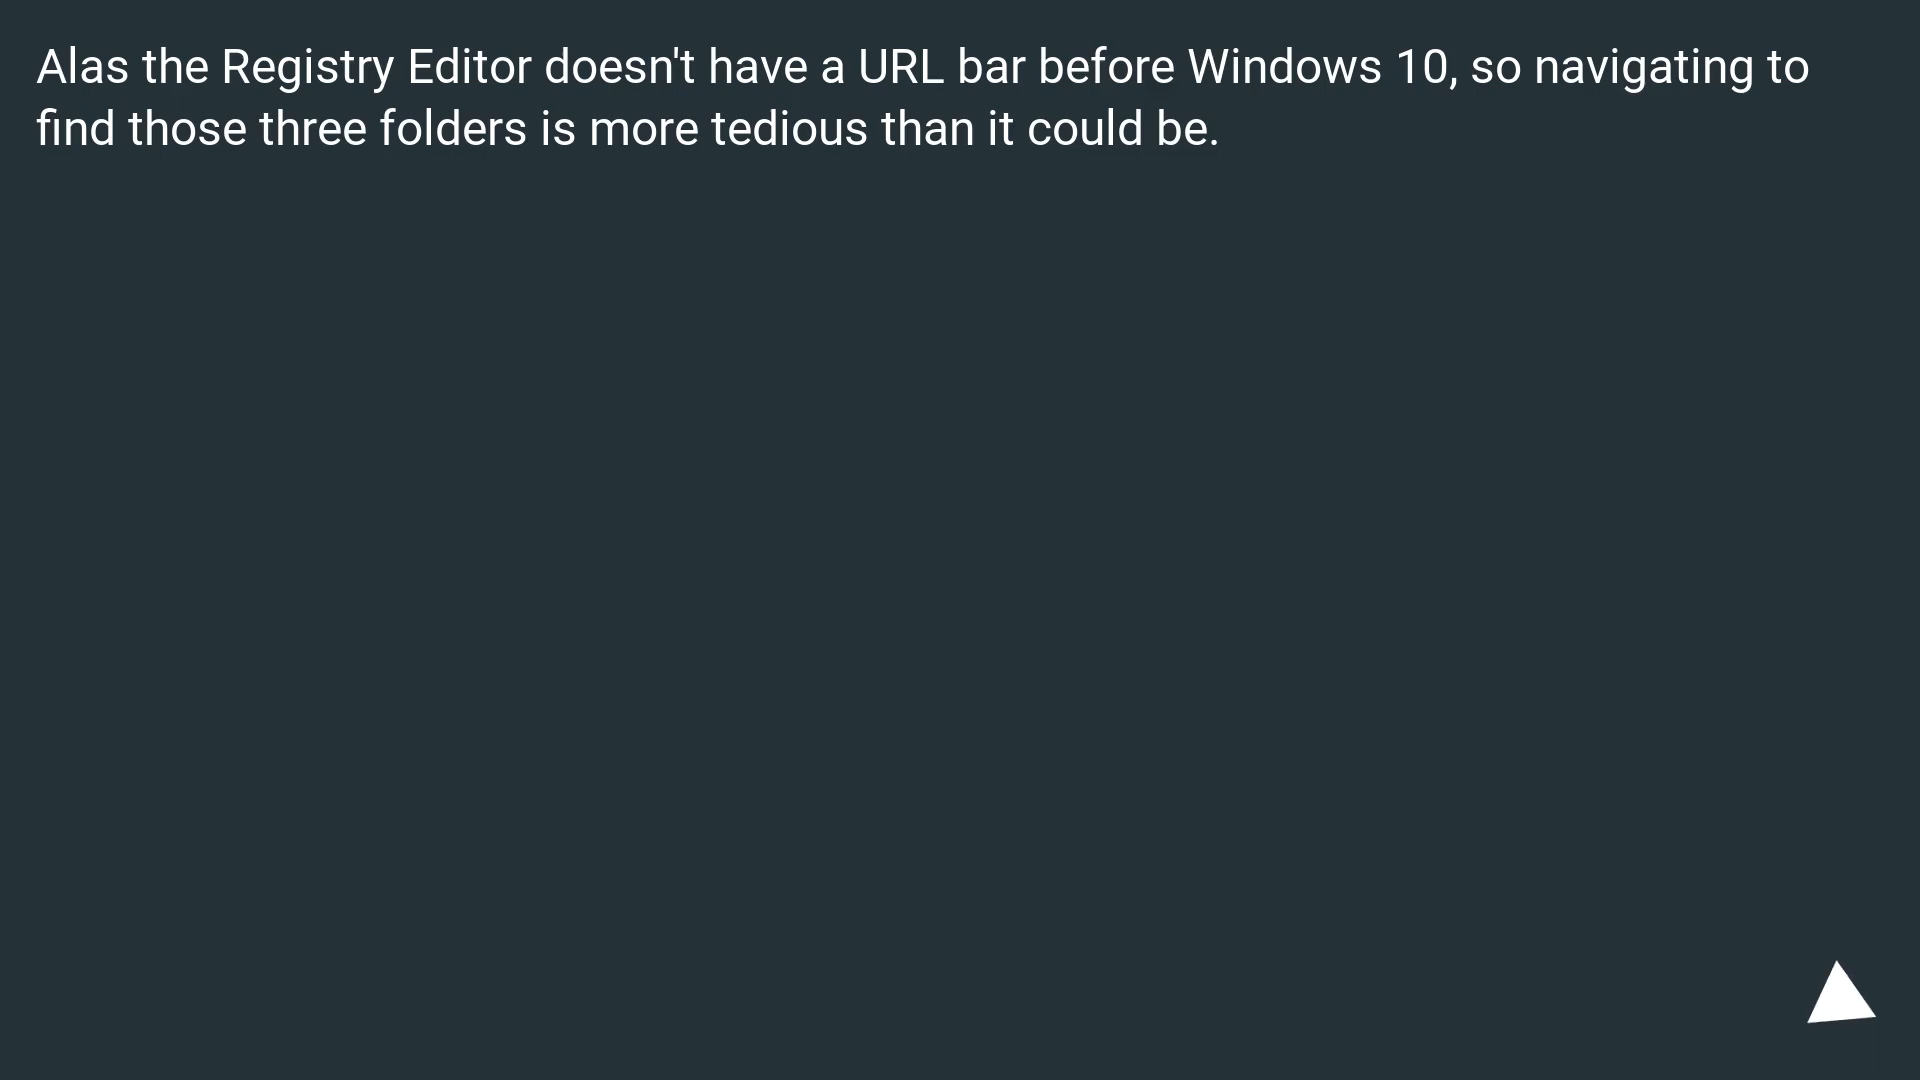 Alas the Registry Editor doesn't have a URL bar before Windows 10, so navigating to
find those three folders is more tedious than it could be.